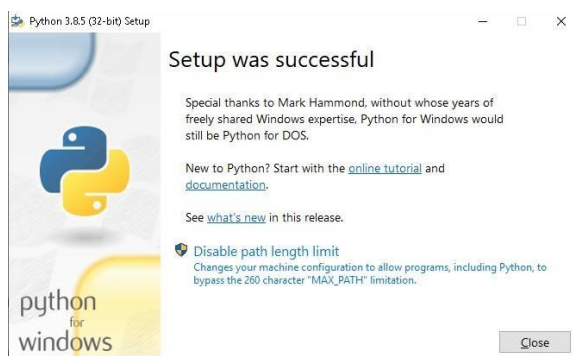 Python 3.8.5 (32-bit) Setup
Setup was successful
Special thanks to Mark Hammond, without whose years of
freely shared Windows expertise, Python for Windows would
still be Python for DOS.
New to Python? Start with the online tutorial and
documentation.
See what's new in this release.
Disable path length limit
Changes your machine configuration to allow programs, including Python, to
bypass the 260 character "MAX_PATH" limitation.
python
for
windows
Close